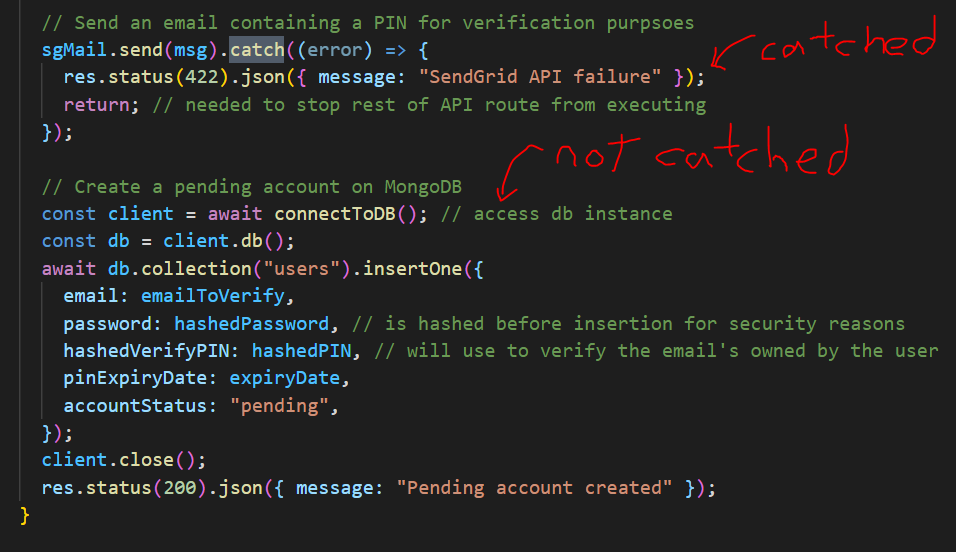 // Send an email containing a PIN for verification purpsoes
sgMail.send(msg).catch((error) => {
catched
res.status(422).json({ message: "SendGrid API failure" });
return; // needed to stop rest of API route from executing
});
not catched
// Create a pending account on MongoDB
const client = await connectToDB(); // access db instance
const db = client.db();
await db.collection("users").insertOne({
email: emailToVerify,
password: hashedPassword, // is hashed before insertion for security reasons
hashedVerifyPIN: hashedPIN, // will use to verify the email's owned by the user
pinExpiryDate: expiryDate,
accountStatus: "pending",
});
client.close();
res.status(200).json({ message: "Pending account created" });
}